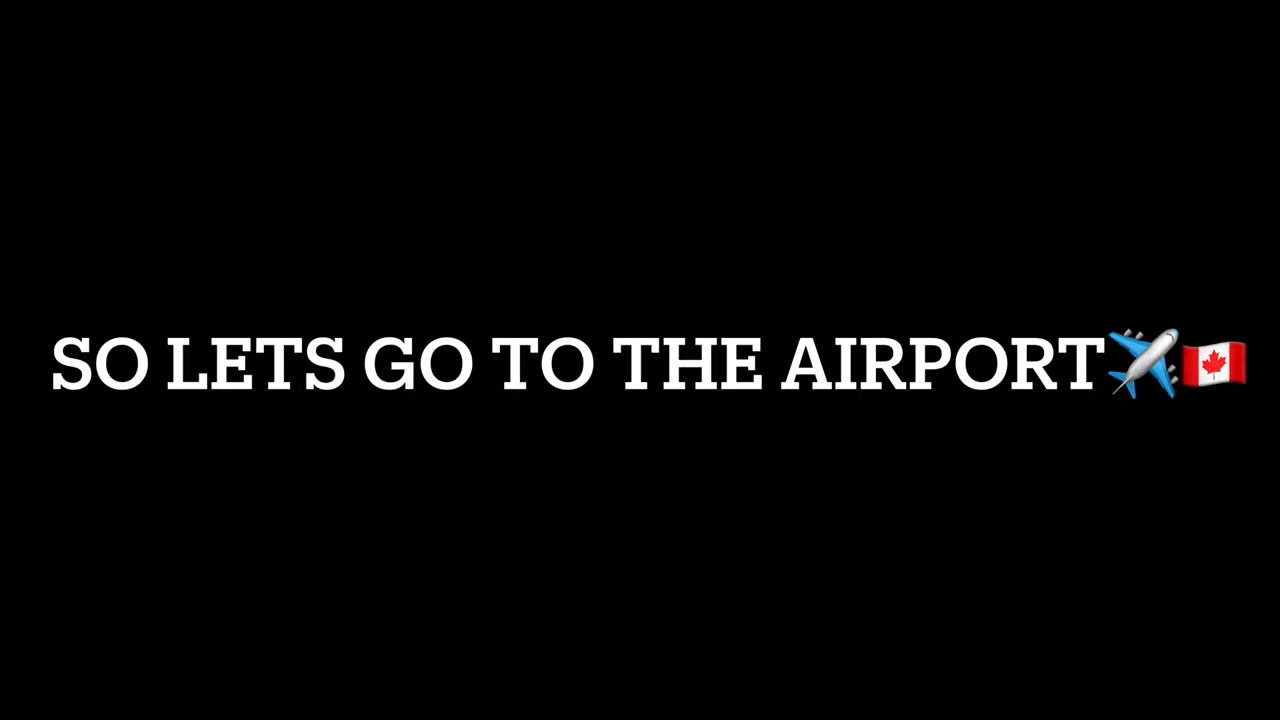 SO LETS GO TO THE AIRPORT✈️🇨🇦